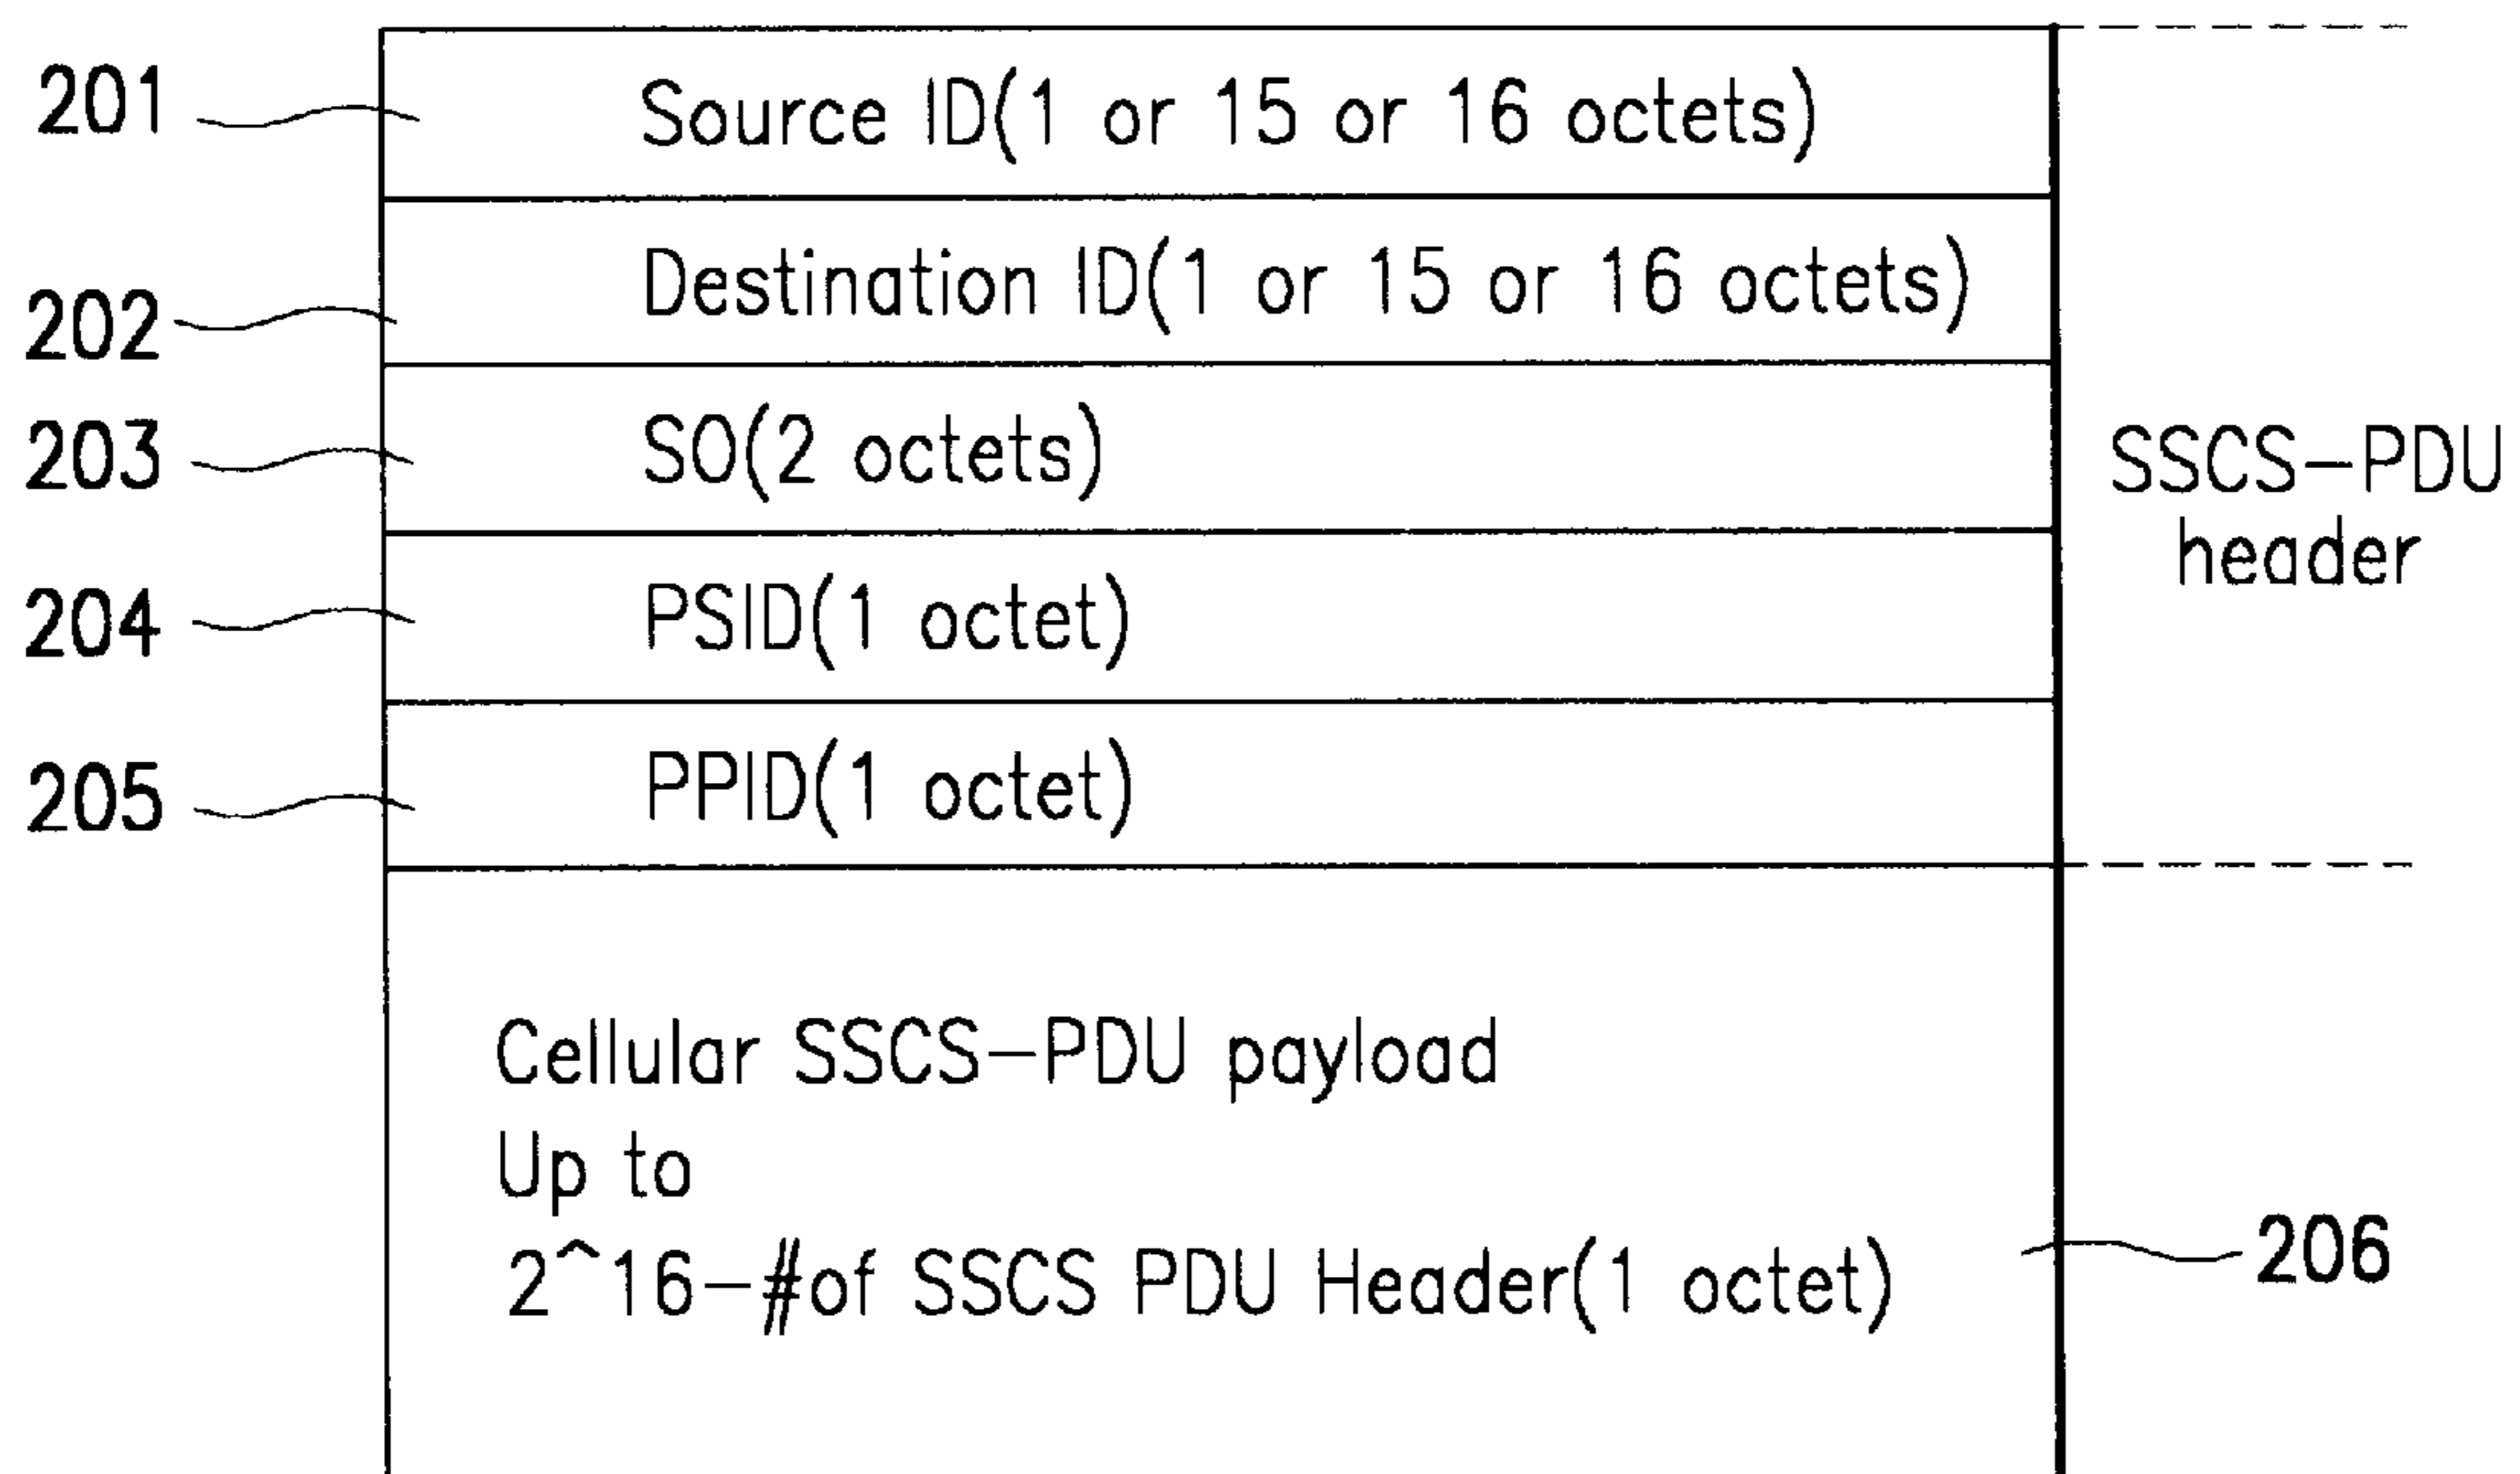 201
Source ID(1 or 15 or 16 octets)
202
Destination ID(1 or 15 or 16 octets)
203
SO(2 octets)
SSCS-PDU
header
204
PSID(1 octet)
205
PPID(1 octet)
Cellular SSCS-PDU payload
Up to
2^16-#of SSCS PDU Header(1 octet)
206